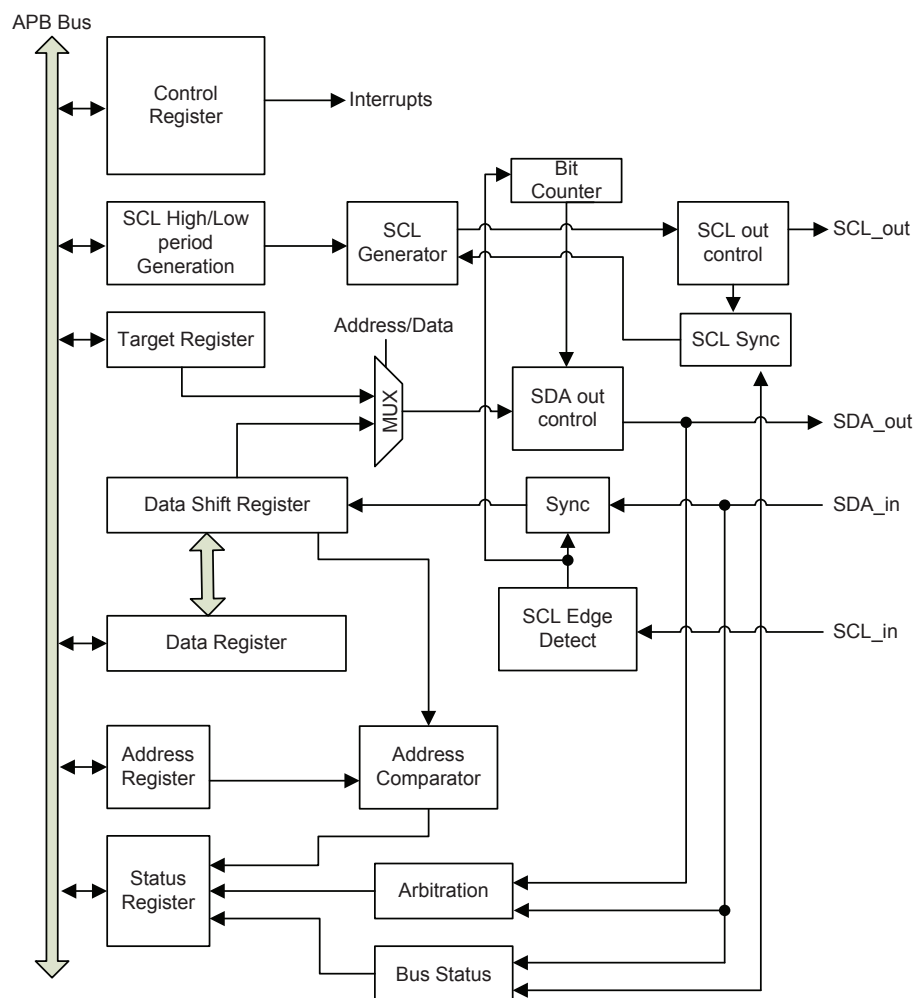 APB Bus
Control
Register
Interrupts
Bit
Counter
SCL High/Low
period
Generation
SCL
Generator
SCL out
control
SCL_out
Target Register
Address/Data
SCL Sync
MUX
SDA out
control
SDA_out
Data Shift Register
Sync
SDA_in
Data Register
SCL Edge
Detect
SCL_in
Address
Register
Address
Comparator
Status
Register
Arbitration
Bus Status